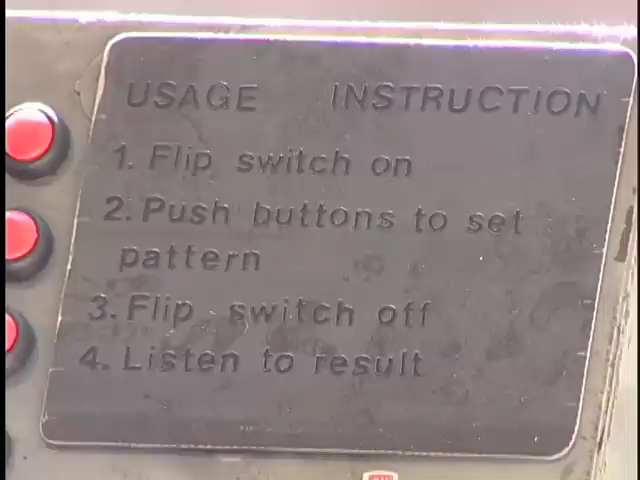 USAGE INSTRUCTION
1. Flip switch on
2. Push buttons to set
pattern
3. Flip switch off
4. Listen to result